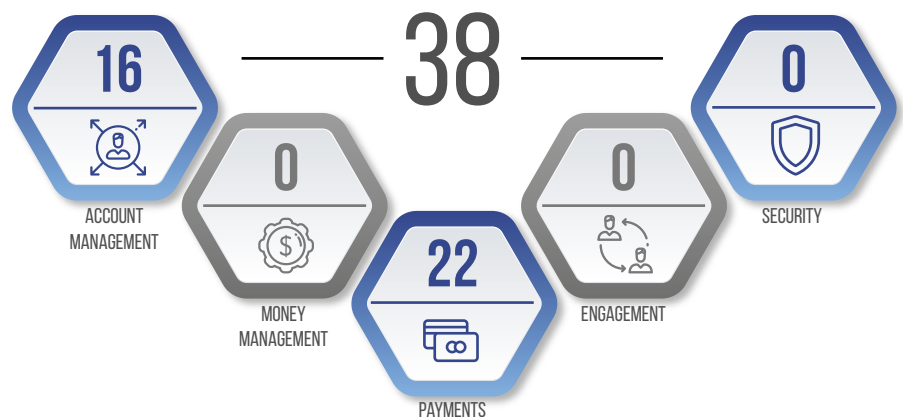 38
16
ACCOUNT
MANAGEMENT
0
$
MONEY
MANAGEMENT
22
PAYMENTS
0
ENGAGEMENT
0
SECURITY